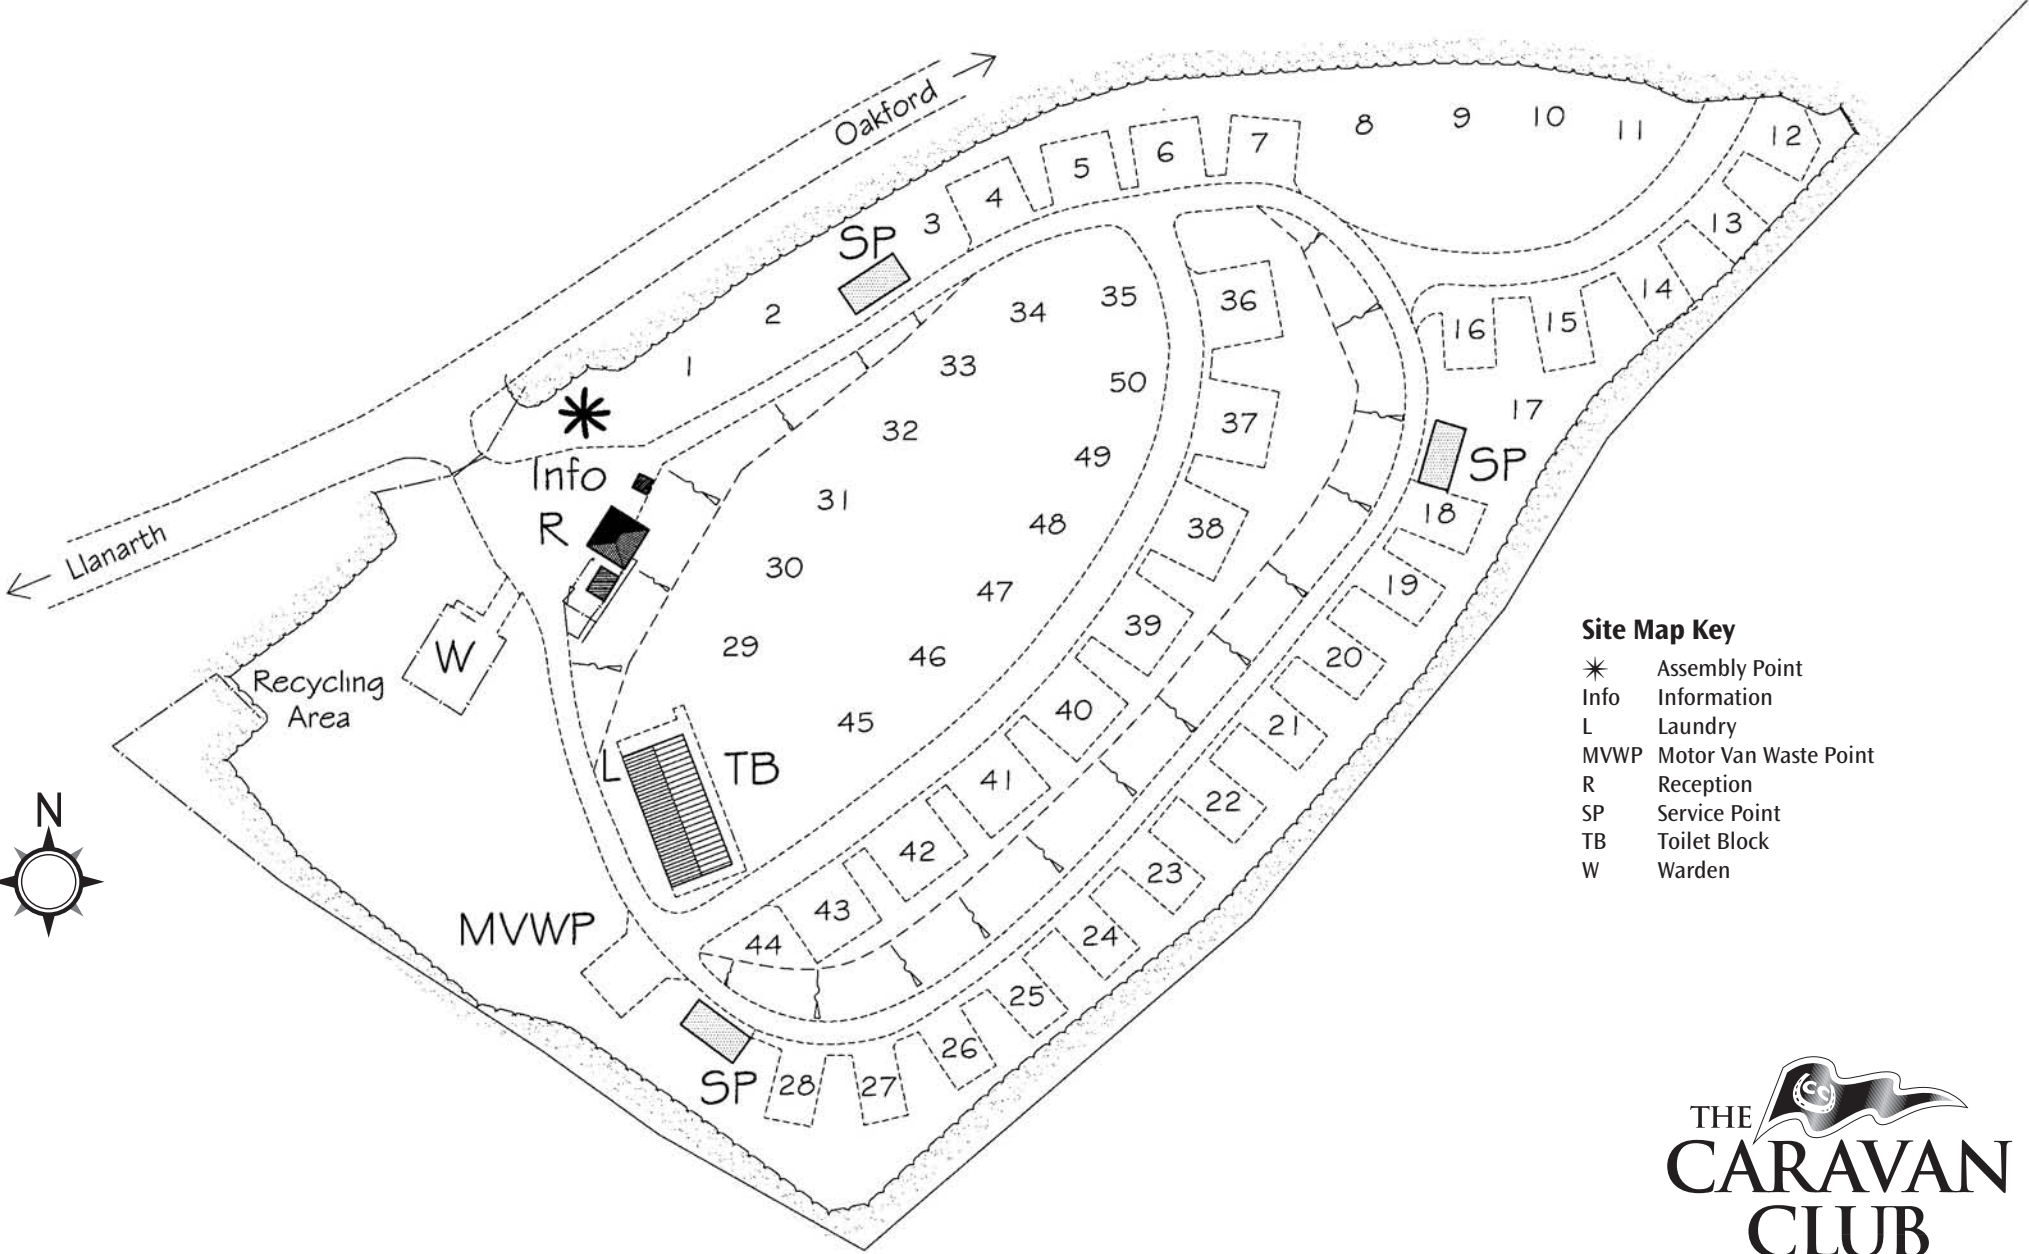 Oakford
Llanarth
1
2
SP
3
4
5
6
7
8
9
10
11
12
13
14
15
16
17
SP
18
19
20
21
22
23
24
25
26
27
28
SP
MVWP
29
30
31
32
33
34
35
36
37
38
39
40
41
42
43
44
45
46
47
48
49
50
Info
R
W
Recycling
Area
L
TB
N
Site Map Key
Assembly Point
Info Information
L Laundry
MVWP Motor Van Waste Point
R Reception
SP Service Point
TB Toilet Block
W Warden
CC
THE
CARAVAN
CLUB